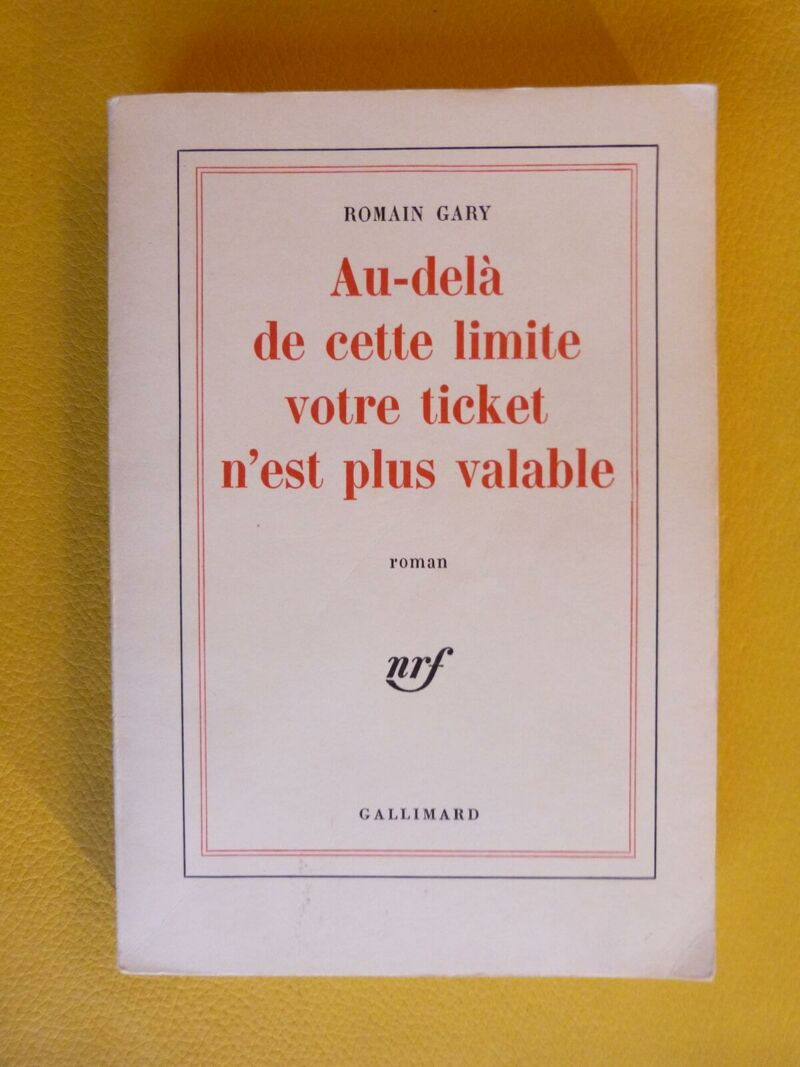 ROMAIN GARY
Au-delà
de cette limite
votre ticket
n'est plus valable
roman
nrf
GALLIMARD